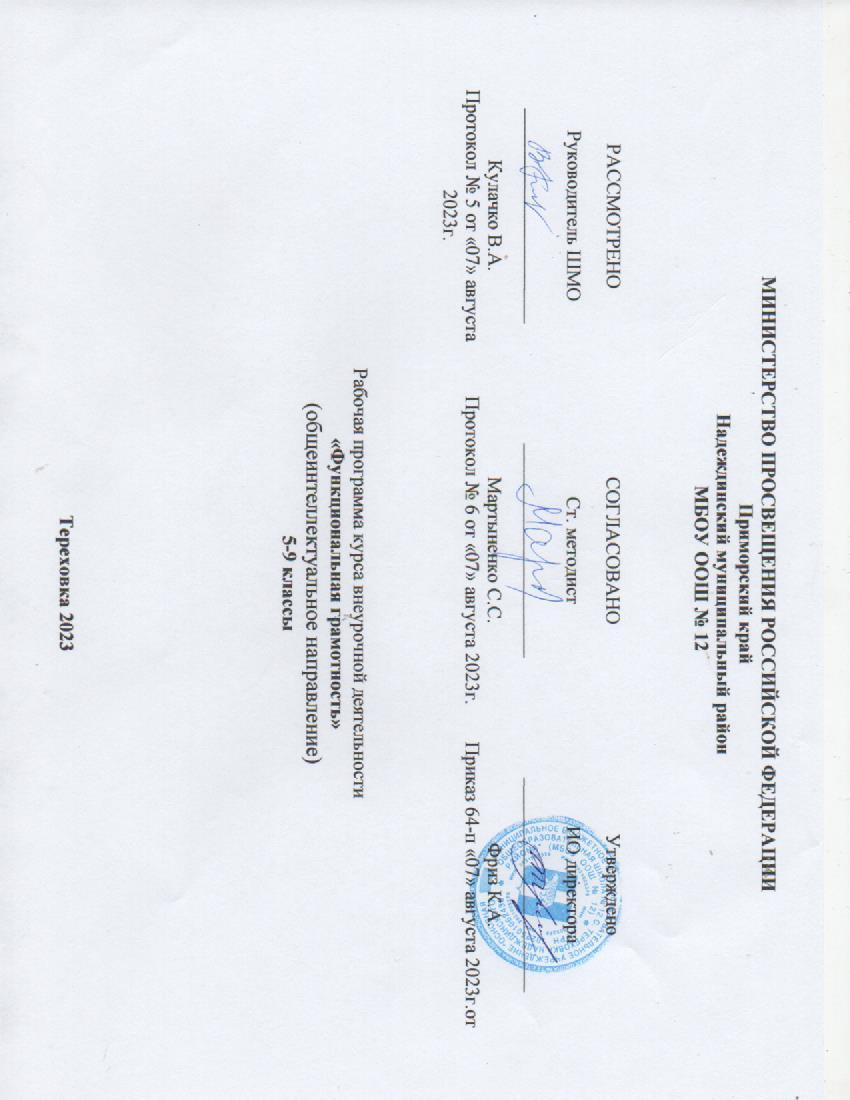 МИНИСТЕРСТВО ПРОСВЕЩЕНИЯ РОССИЙСКОЙ ФЕДЕРАЦИИ
Приморский край
Надеждинский муниципальный район
МБОУ ООШ № 12
РАССМОТРЕНО
Руководитель ШМО
Кулачко В.А.
Протокол № 5 от «07» августа
2023г.
СОГЛАСОВАНО
Ст. методист
Мартыненко С.С.
Протокол № 6 от «07» августа 2023г.
Утверждено
ИО директора
Фриз К.А.
Приказ 64-п «07» августа 2023г.от
Рабочая программа курса внеурочной деятельности
«Функциональная грамотность»
(общеинтеллектуальное направление)
5-9 классы
Тереховка 2023